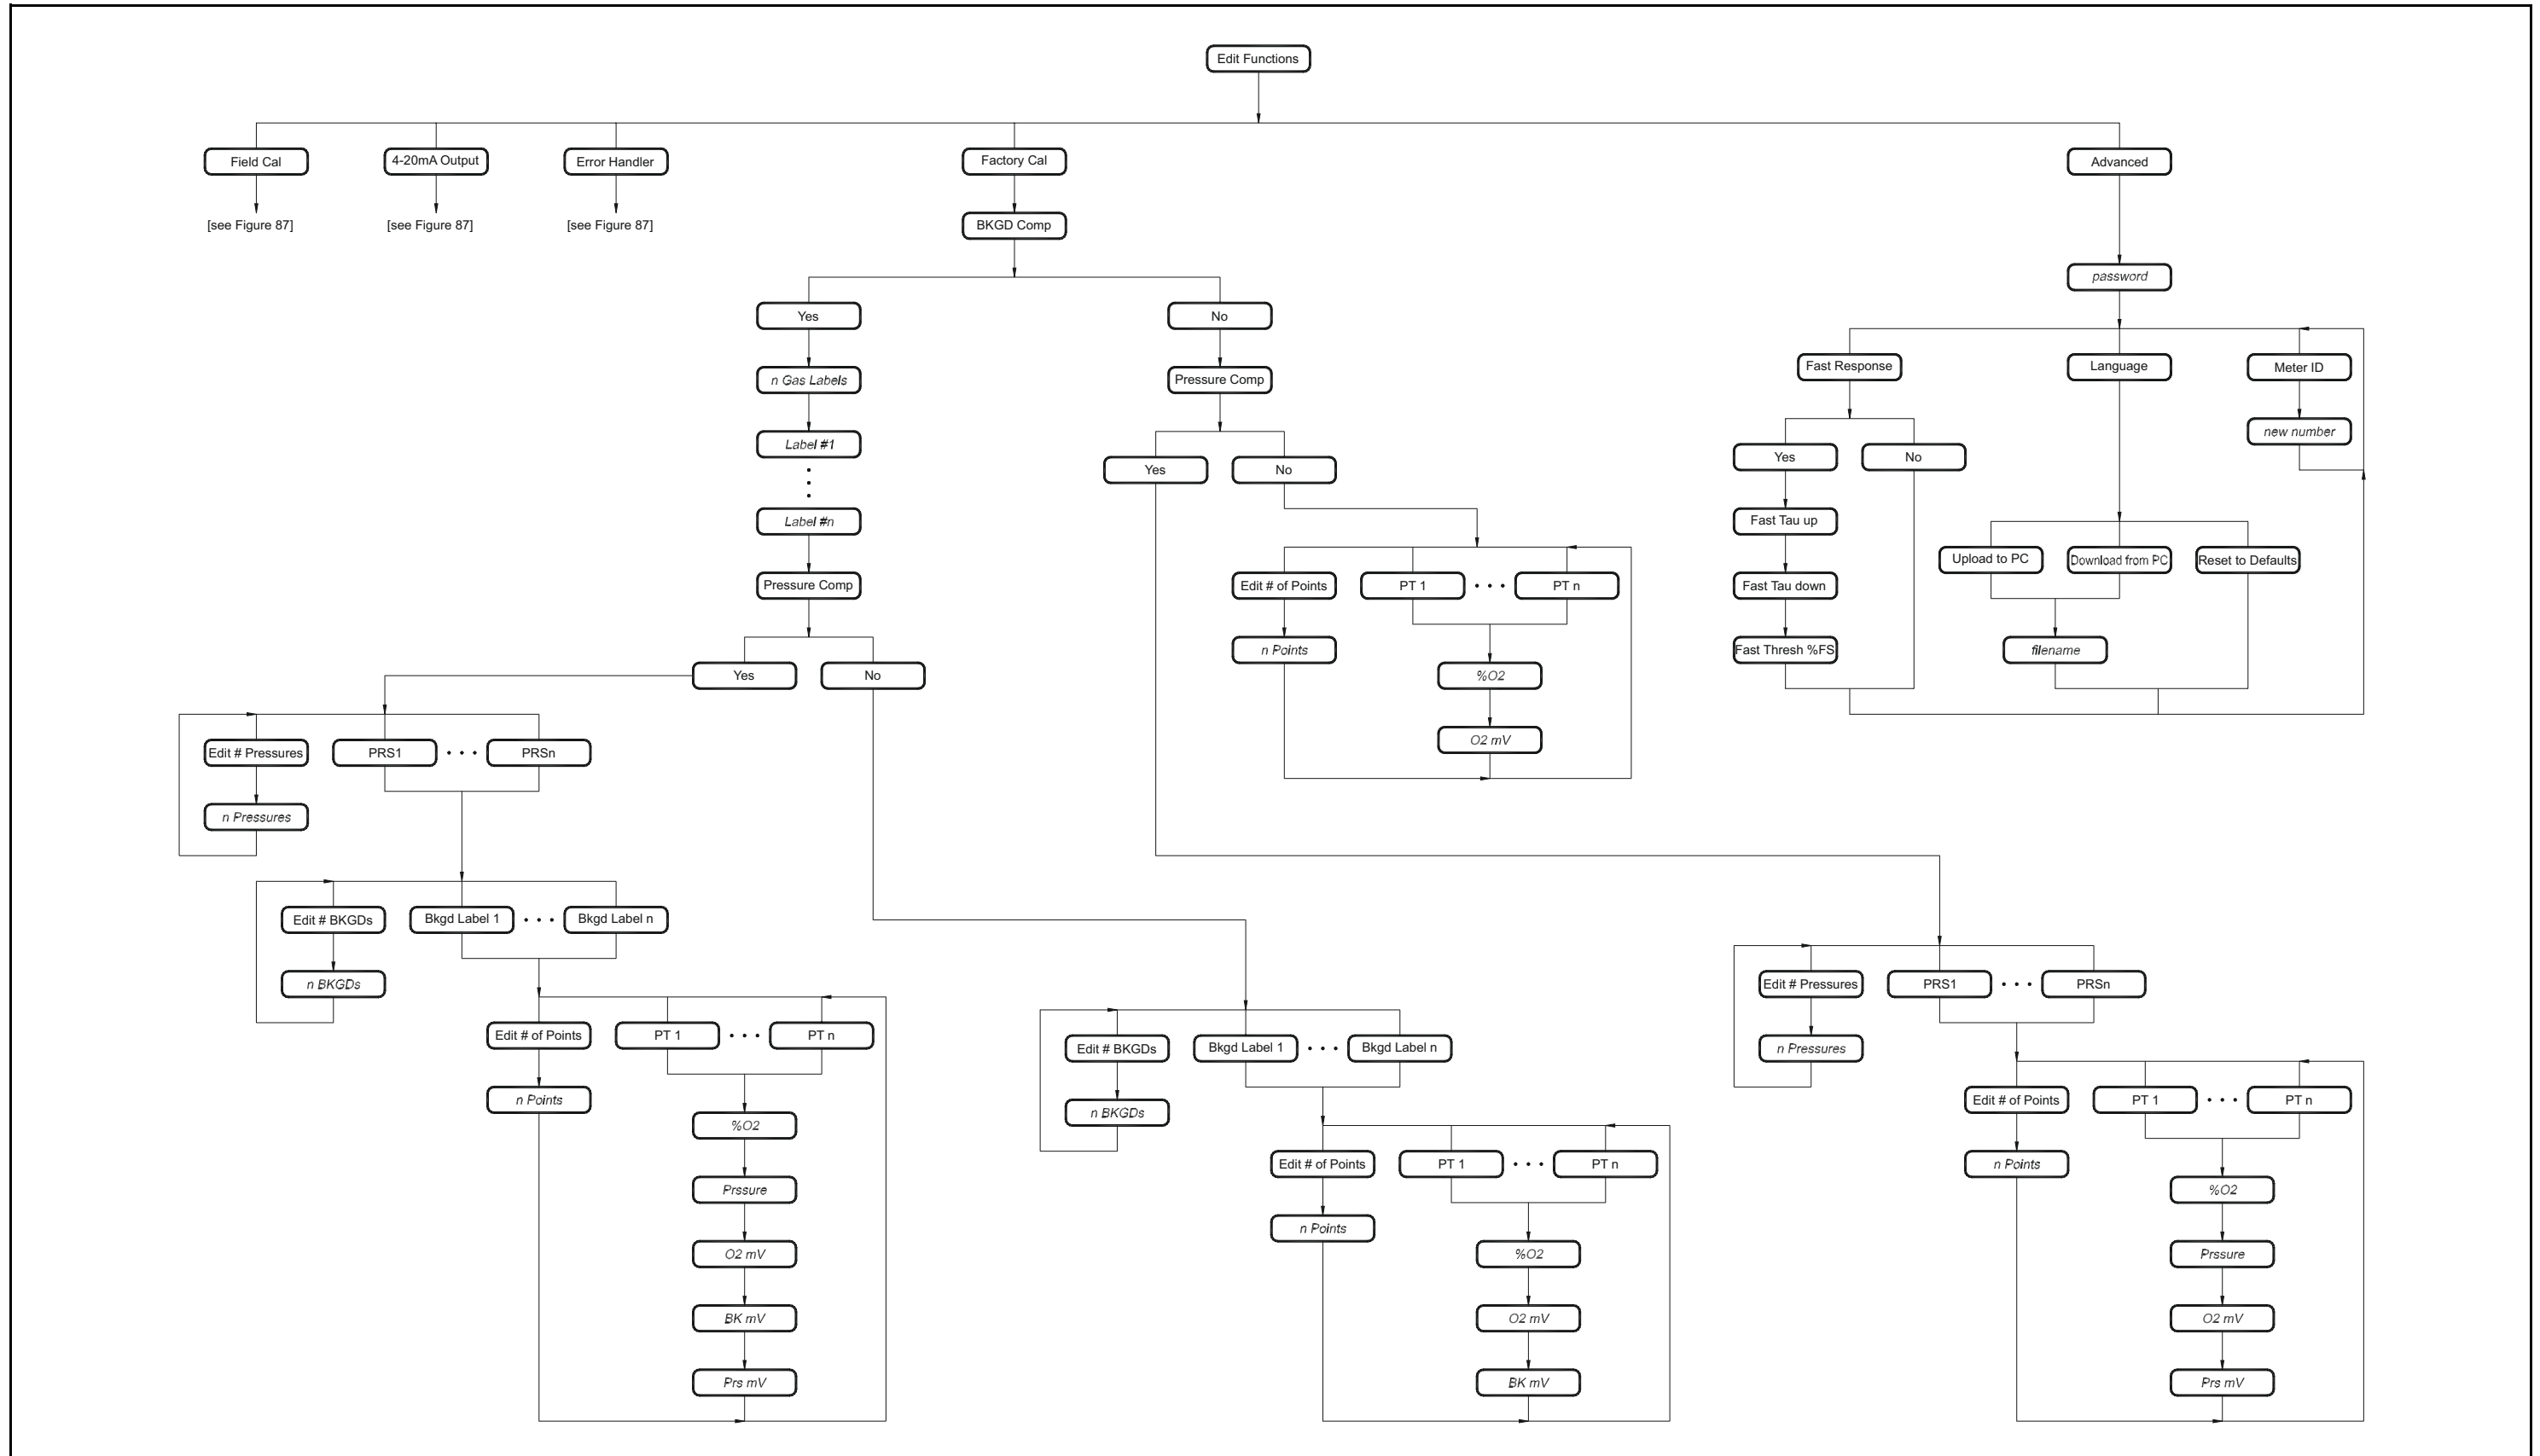 Edit Functions
Field Cal
4-20mA Output
Error Handler
Factory Cal
Advanced
[see Figure 87]
[see Figure 87]
[see Figure 87]
BKGD Comp
password
Yes
No
n Gas Labels
Pressure Comp
Fast Response
Language
Meter ID
Label #1
new number
Yes
No
Yes
No
Label #n
Fast Tau up
Pressure Comp
Edit # of Points
PT 1
• • •
PT n
Upload to PC
Download from PC
Reset to Defaults
Fast Tau down
n Points
Fast Thresh %FS
filename
Yes
No
%O2
O2 mV
Edit # Pressures
PRS1
• • •
PRSn
n Pressures
Edit # BKGDs
Bkgd Label 1
• • •
Bkgd Label n
n BKGDs
Edit # Pressures
PRS1
• • •
PRSn
Edit # of Points
PT 1
• • •
PT n
Edit # BKGDs
Bkgd Label 1
• • •
Bkgd Label n
n Pressures
n Points
n BKGDs
Edit # of Points
PT 1
• • •
PT n
%O2
Edit # of Points
PT 1
• • •
PT n
n Points
Prssure
n Points
%O2
O2 mV
%O2
Prssure
BK mV
O2 mV
O2 mV
Prs mV
BK mV
Prs mV